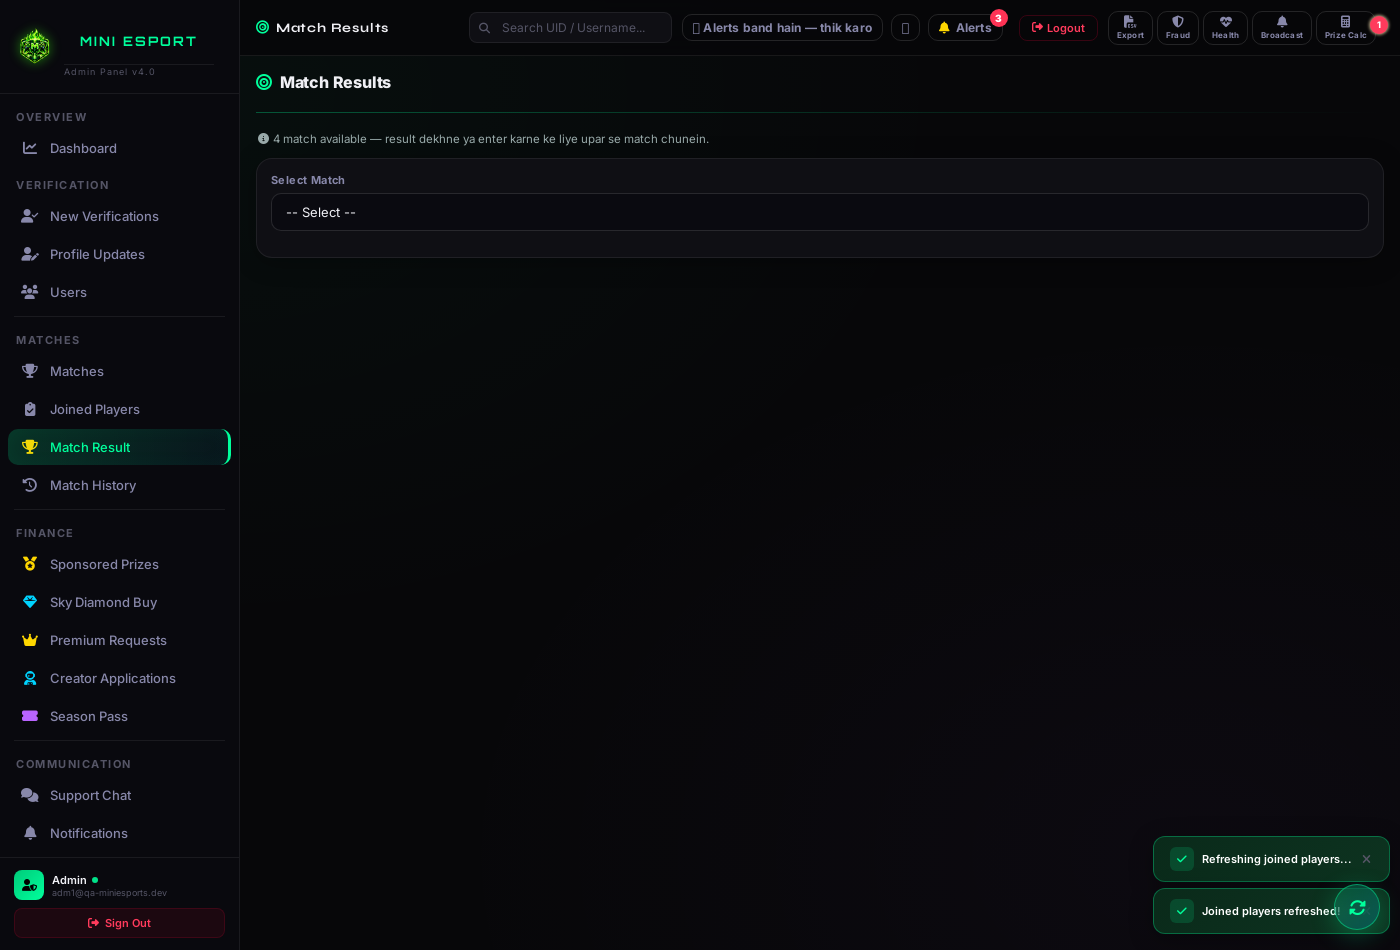 MINI ESPORT
Admin Panel v4.0
OVERVIEW
Dashboard
VERIFICATION
New Verifications
Profile Updates
Users
MATCHES
Matches
Joined Players
Match Result
Match History
FINANCE
Sponsored Prizes
Sky Diamond Buy
Premium Requests
Creator Applications
Season Pass
COMMUNICATION
Support Chat
Notifications
Admin
adm1@qa-miniesports.dev
Sign Out
Match Results
Search UID / Username...
Alerts band hain — thik karo
Alerts
3
Logout
Export
Fraud
Health
Broadcast
Prize Calc
1
Match Results
4 match available — result dekhne ya enter karne ke liye upar se match chunein.
Select Match
-- Select --
Refreshing joined players...
Joined players refreshed!